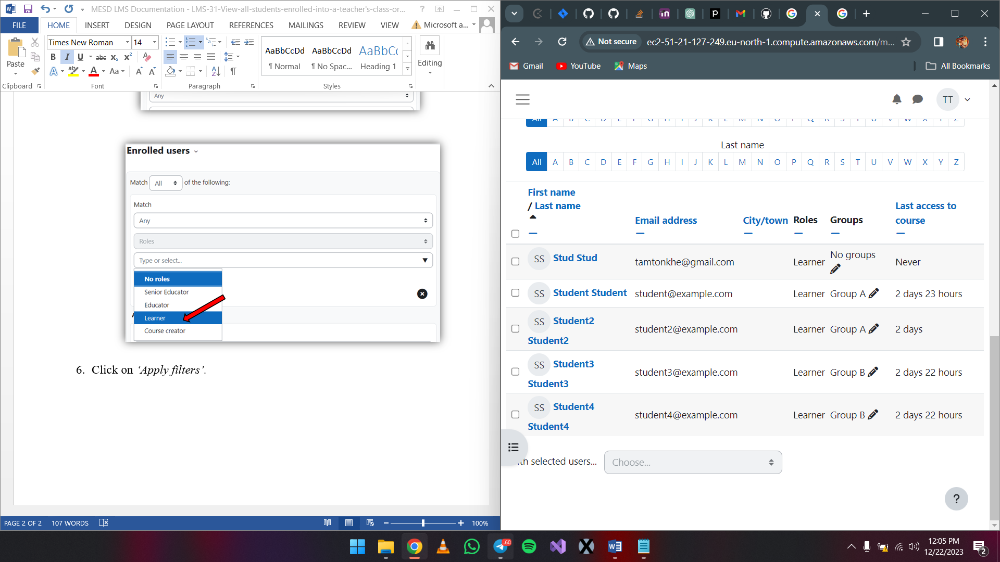 MESD LMS Documentation - LMS-31-View-all-students-enrolled-into-a-teacher's-class-or...
FILE HOME INSERT DESIGN PAGE LAYOUT REFERENCES MAILINGS REVIEW VIEW Microsoft a...
Times New Roman 14
Paste
B I U abc X2 X2
A ab A Aa A A
AaBbCcDd AaBbCcDd AaBbCc
¶ Normal ¶ No Spac... Heading 1
Editing
Clipboard Font Paragraph Styles
Any
Enrolled users
Match All of the following:
Match
Any
Roles
Type or select...
No roles
Senior Educator
Educator
Learner
Course creator
6. Click on ‘Apply filters’.
PAGE 2 OF 2 107 WORDS 100%
Not secure ec2-51-21-127-249.eu-north-1.compute.amazonaws.com/m...
Gmail YouTube Maps All Bookmarks
TT
All A B C D E F G H I J K L M N O P Q R S T U V W X Y Z
Last name
All A B C D E F G H I J K L M N O P Q R S T U V W X Y Z
First name / Last name Email address City/town Roles Groups Last access to course
SS Stud Stud tamtonkhe@gmail.com Learner No groups Never
SS Student Student student@example.com Learner Group A 2 days 23 hours
SS Student2 Student2 student2@example.com Learner Group A 2 days
SS Student3 Student3 student3@example.com Learner Group B 2 days 22 hours
SS Student4 Student4 student4@example.com Learner Group B 2 days 22 hours
ith selected users... Choose...
?
60
12:05 PM
12/22/2023
2